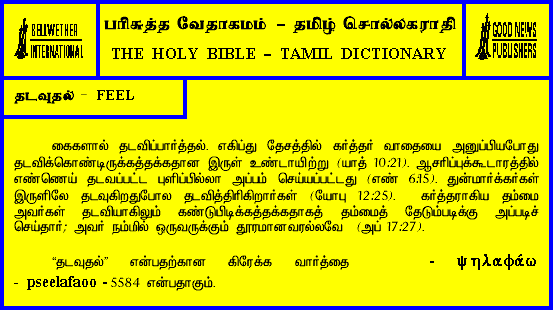 BELLWETHER
INTERNATIONAL
பரிசுத்த வேதாகமம் - தமிழ் சொல்லகராதி
THE HOLY BIBLE - TAMIL DICTIONARY
GOOD NEWS
PUBLISHERS
தடவுதல் - FEEL
கைகளால் தடவிப்பார்த்தல். எகிப்து தேசத்தில் கர்த்தர் வாதையை அனுப்பியபோது
தடவிக்கொண்டிருக்கத்தக்கதான இருள் உண்டாயிற்று (யாத் 10:21). ஆசரிப்புக்கூடாரத்தில்
எண்ணெய் தடவப்பட்ட புளிப்பில்லா அப்பம் செய்யப்பட்டது (எண் 6:15). துன்மார்க்கர்கள்
இருளிலே தடவுகிறதுபோல தடவித்திரிகிறார்கள் (யோபு 12:25). கர்த்தராகிய தம்மை
அவர்கள் தடவியாகிலும் கண்டுபிடிக்கத்தக்கதாகத் தம்மைத் தேடும்படிக்கு அப்படிச்
செய்தார்; அவர் நம்மில் ஒருவருக்கும் தூரமானவரல்லவே (அப் 17:27).
"தடவுதல்" என்பதற்கான கிரேக்க வார்த்தை - ψηλαφάω
- pseelafaoo - 5584 என்பதாகும்.